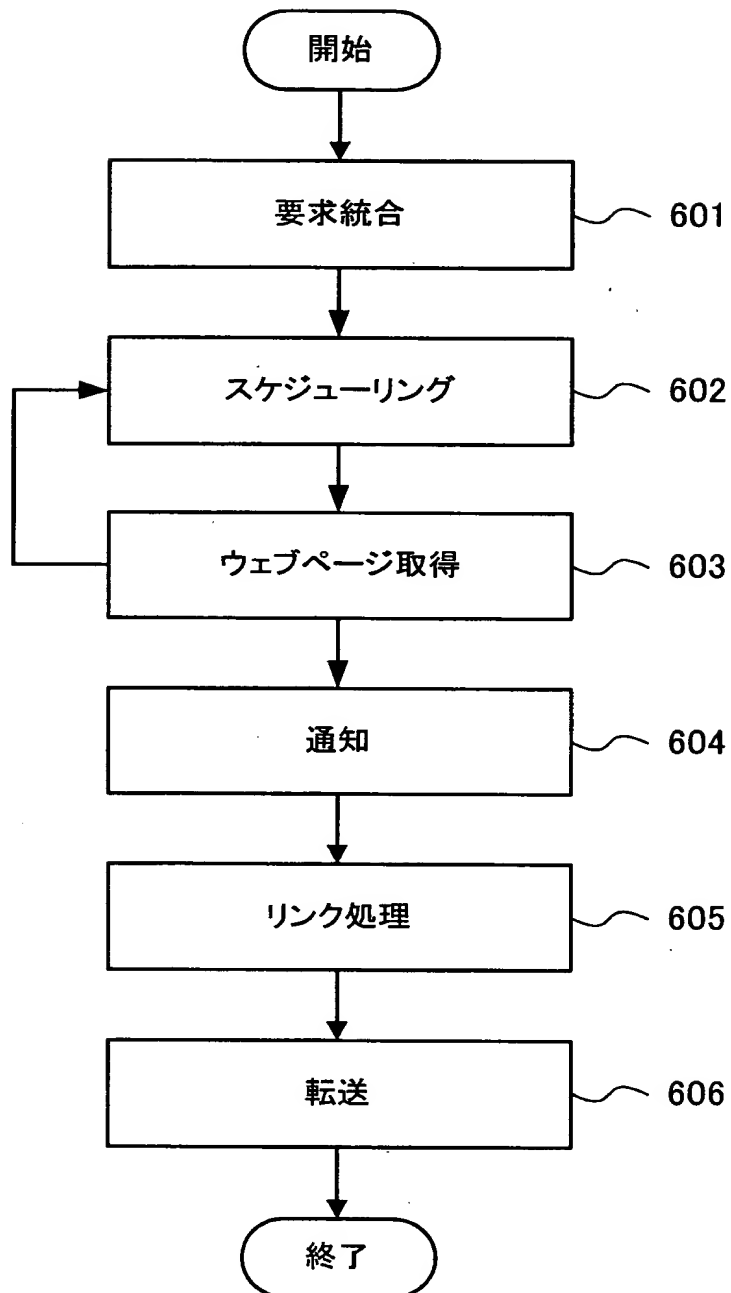 開始
要求統合
601
スケジューリング
602
ウェブページ取得
603
通知
604
リンク処理
605
転送
606
終了